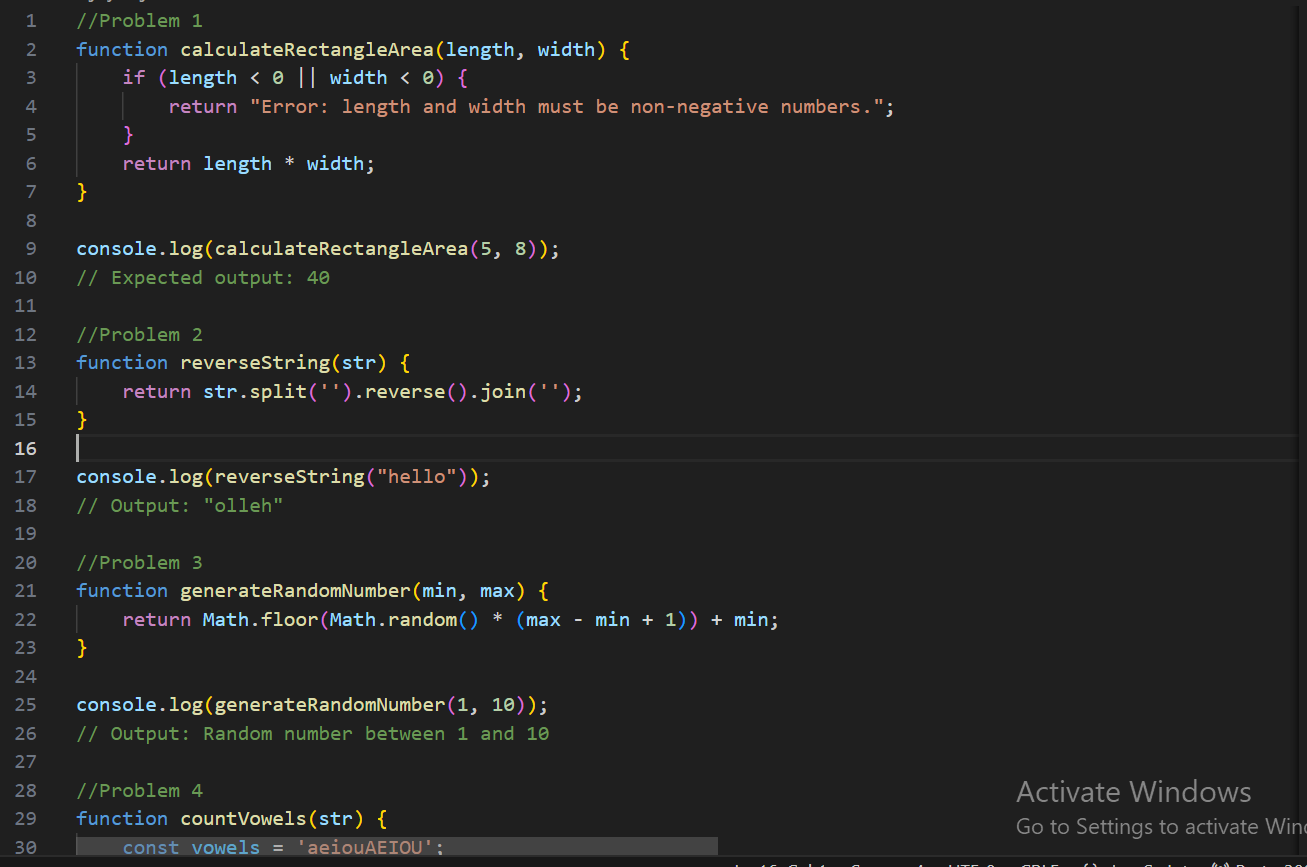 1 //Problem 1
2 function calculateRectangleArea(length, width) {
3     if (length < 0 || width < 0) {
4         return "Error: length and width must be non-negative numbers.";
5     }
6     return length * width;
7 }
8
9 console.log(calculateRectangleArea(5, 8));
10 // Expected output: 40
11
12 //Problem 2
13 function reverseString(str) {
14     return str.split('').reverse().join('');
15 }
16
17 console.log(reverseString("hello"));
18 // Output: "olleh"
19
20 //Problem 3
21 function generateRandomNumber(min, max) {
22     return Math.floor(Math.random() * (max - min + 1)) + min;
23 }
24
25 console.log(generateRandomNumber(1, 10));
26 // Output: Random number between 1 and 10
27
28 //Problem 4
29 function countVowels(str) {
30     const vowels = 'aeiouAEIOU';
Activate Windows
Go to Settings to activate Win